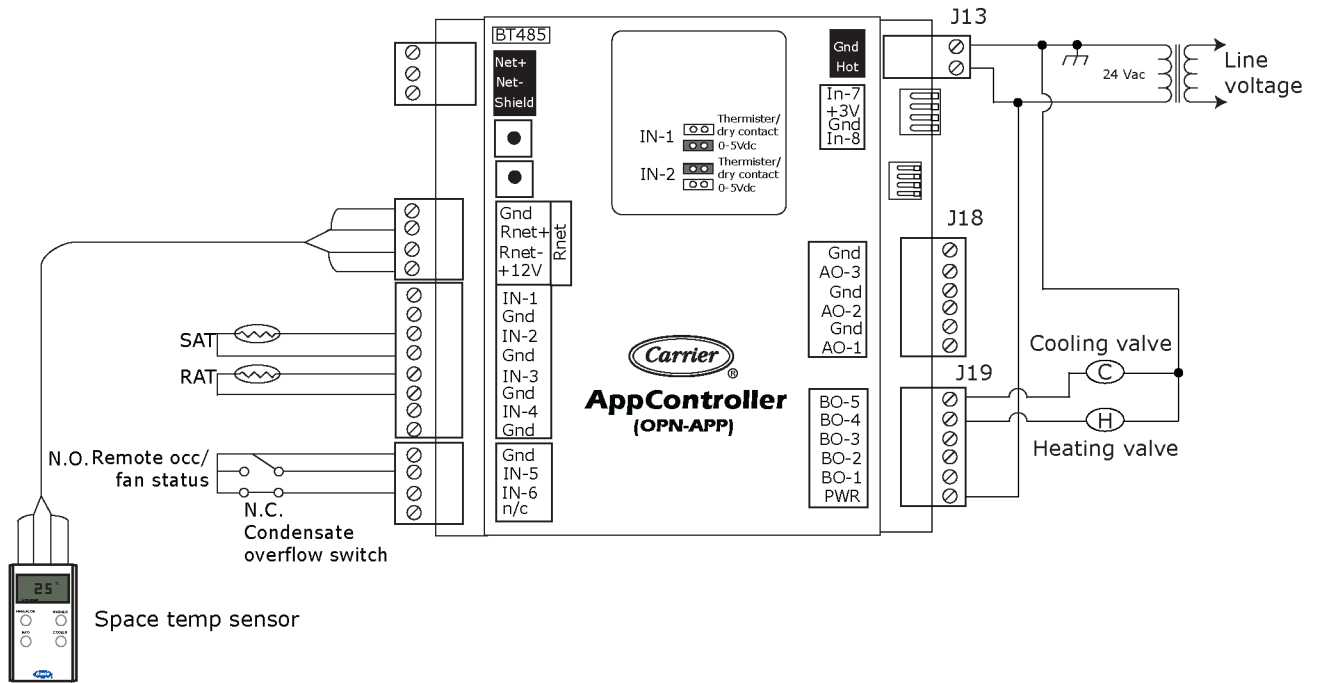 J13
BT485
Net+
Net-
Shield
Gnd
Hot
24 Vac
Line
voltage
In-7
+3V
Gnd
In-8
IN-1
Thermister/
dry contact
0-5Vdc
IN-2
Thermister/
dry contact
0-5Vdc
Gnd
Rnet+
Rnet-
+12V
Rnet
J18
Gnd
AO-3
Gnd
AO-2
Gnd
AO-1
IN-1
Gnd
IN-2
Gnd
IN-3
Gnd
IN-4
Gnd
SAT
RAT
Carrier
®
AppController
(OPN-APP)
Cooling valve
C
J19
H
Heating valve
BO-5
BO-4
BO-3
BO-2
BO-1
PWR
N.O. Remote occ/
fan status
Gnd
IN-5
IN-6
n/c
N.C.
Condensate
overflow switch
25°
Space temp sensor